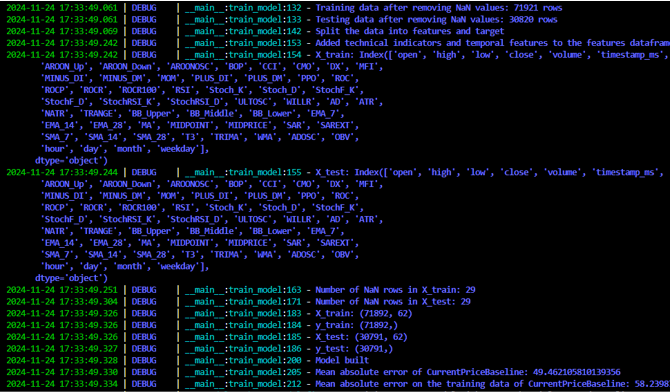 2024-11-24 17:33:49.061 | DEBUG | __main__:train_model:132 - Training data after removing NaN values: 71921 rows
2024-11-24 17:33:49.061 | DEBUG | __main__:train_model:133 - Testing data after removing NaN values: 30820 rows
2024-11-24 17:33:49.069 | DEBUG | __main__:train_model:142 - Split the data into features and target
2024-11-24 17:33:49.242 | DEBUG | __main__:train_model:153 - Added technical indicators and temporal features to the features datafram
2024-11-24 17:33:49.242 | DEBUG | __main__:train_model:154 - X_train: Index(['open', 'high', 'low', 'close', 'volume', 'timestamp_ms',
'AROON_Up', 'AROON_Down', 'AROONOSC', 'BOP', 'CCI', 'CMO', 'DX', 'MFI',
'MINUS_DI', 'MINUS_DM', 'MOM', 'PLUS_DI', 'PLUS_DM', 'PPO', 'ROC',
'ROCP', 'ROCR', 'ROCR100', 'RSI', 'Stoch_K', 'Stoch_D', 'StochF_K',
'StochF_D', 'StochRSI_K', 'StochRSI_D', 'ULTOSC', 'WILLR', 'AD', 'ATR',
'NATR', 'TRANGE', 'BB_Upper', 'BB_Middle', 'BB_Lower', 'EMA_7',
'EMA_14', 'EMA_28', 'MA', 'MIDPOINT', 'MIDPRICE', 'SAR', 'SAREXT',
'SMA_7', 'SMA_14', 'SMA_28', 'T3', 'TRIMA', 'WMA', 'ADOSC', 'OBV',
'hour', 'day', 'month', 'weekday'],
dtype='object')
2024-11-24 17:33:49.244 | DEBUG | __main__:train_model:155 - X_test: Index(['open', 'high', 'low', 'close', 'volume', 'timestamp_ms',
'AROON_Up', 'AROON_Down', 'AROONOSC', 'BOP', 'CCI', 'CMO', 'DX', 'MFI',
'MINUS_DI', 'MINUS_DM', 'MOM', 'PLUS_DI', 'PLUS_DM', 'PPO', 'ROC',
'ROCP', 'ROCR', 'ROCR100', 'RSI', 'Stoch_K', 'Stoch_D', 'StochF_K',
'StochF_D', 'StochRSI_K', 'StochRSI_D', 'ULTOSC', 'WILLR', 'AD', 'ATR',
'NATR', 'TRANGE', 'BB_Upper', 'BB_Middle', 'BB_Lower', 'EMA_7',
'EMA_14', 'EMA_28', 'MA', 'MIDPOINT', 'MIDPRICE', 'SAR', 'SAREXT',
'SMA_7', 'SMA_14', 'SMA_28', 'T3', 'TRIMA', 'WMA', 'ADOSC', 'OBV',
'hour', 'day', 'month', 'weekday'],
dtype='object')
2024-11-24 17:33:49.251 | DEBUG | __main__:train_model:163 - Number of NaN rows in X_train: 29
2024-11-24 17:33:49.304 | DEBUG | __main__:train_model:171 - Number of NaN rows in X_test: 29
2024-11-24 17:33:49.326 | DEBUG | __main__:train_model:183 - X_train: (71892, 62)
2024-11-24 17:33:49.326 | DEBUG | __main__:train_model:184 - y_train: (71892,)
2024-11-24 17:33:49.326 | DEBUG | __main__:train_model:185 - X_test: (30791, 62)
2024-11-24 17:33:49.327 | DEBUG | __main__:train_model:186 - y_test: (30791,)
2024-11-24 17:33:49.328 | DEBUG | __main__:train_model:200 - Model built
2024-11-24 17:33:49.330 | DEBUG | __main__:train_model:205 - Mean absolute error of CurrentPriceBaseline: 49.462105810139356
2024-11-24 17:33:49.334 | DEBUG | __main__:train_model:212 - Mean absolute error on the training data of CurrentPriceBaseline: 58.2398